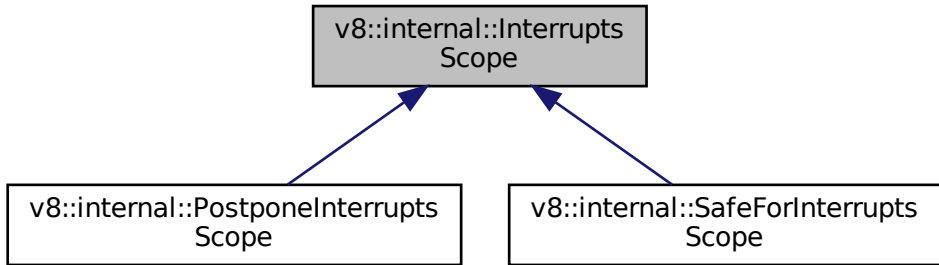 v8::internal::Interrupts
Scope
v8::internal::PostponeInterrupts
Scope
v8::internal::SafeForInterrupts
Scope